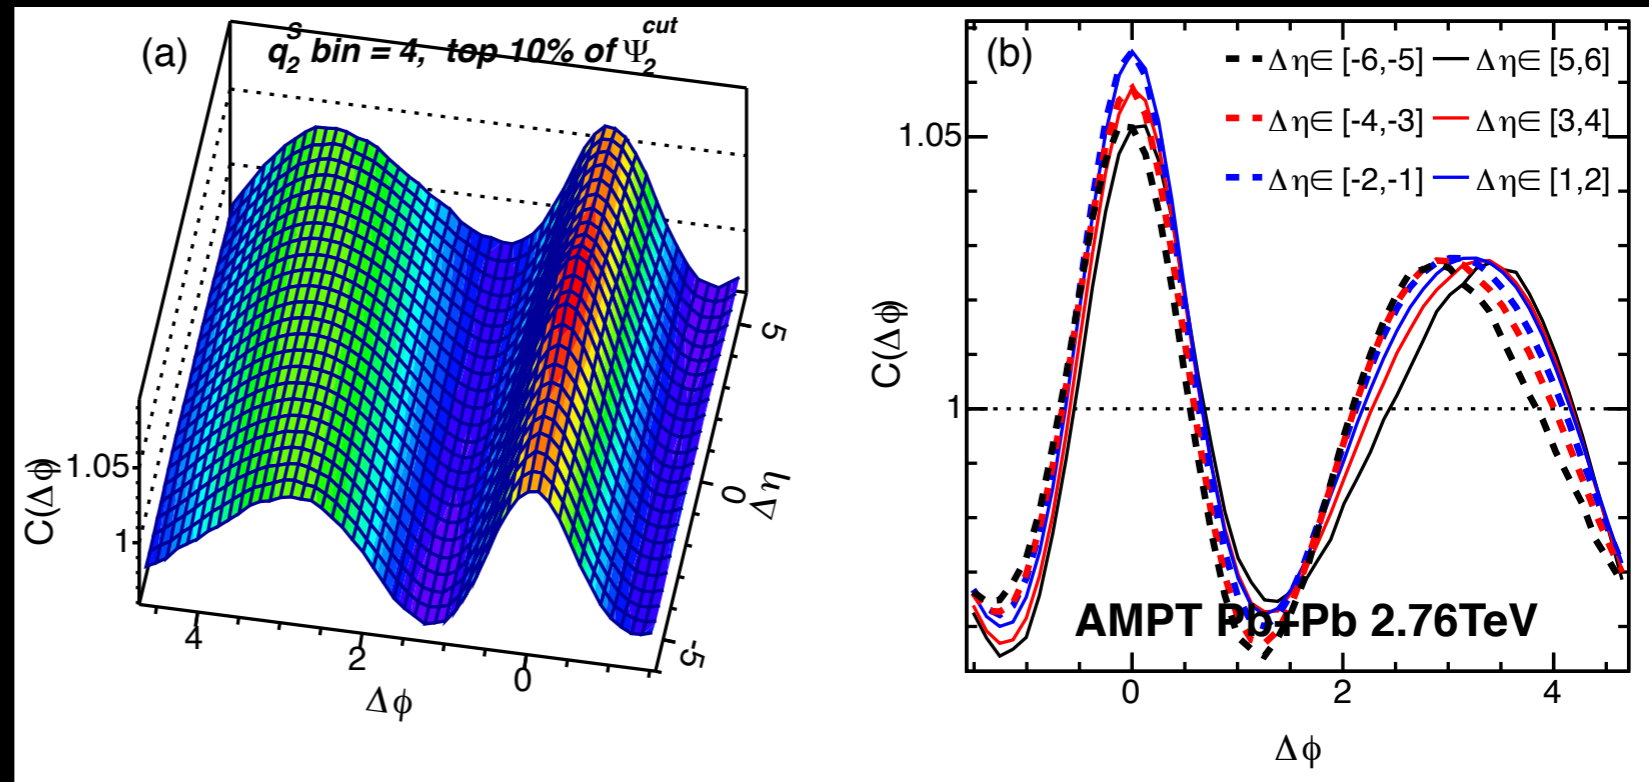 (a) q₂ˢ bin = 4, top 10% of Ψ₂ᶜᵘᵗ
C(Δϕ)
1.05
1
4
2
0
Δϕ
5
0
-5
Δη
(b)
Δη∈ [-6,-5] Δη∈ [5,6]
Δη∈ [-4,-3] Δη∈ [3,4]
Δη∈ [-2,-1] Δη∈ [1,2]
C(Δϕ)
1.05
1
AMPT Pb+Pb 2.76TeV
0 2 4
Δϕ